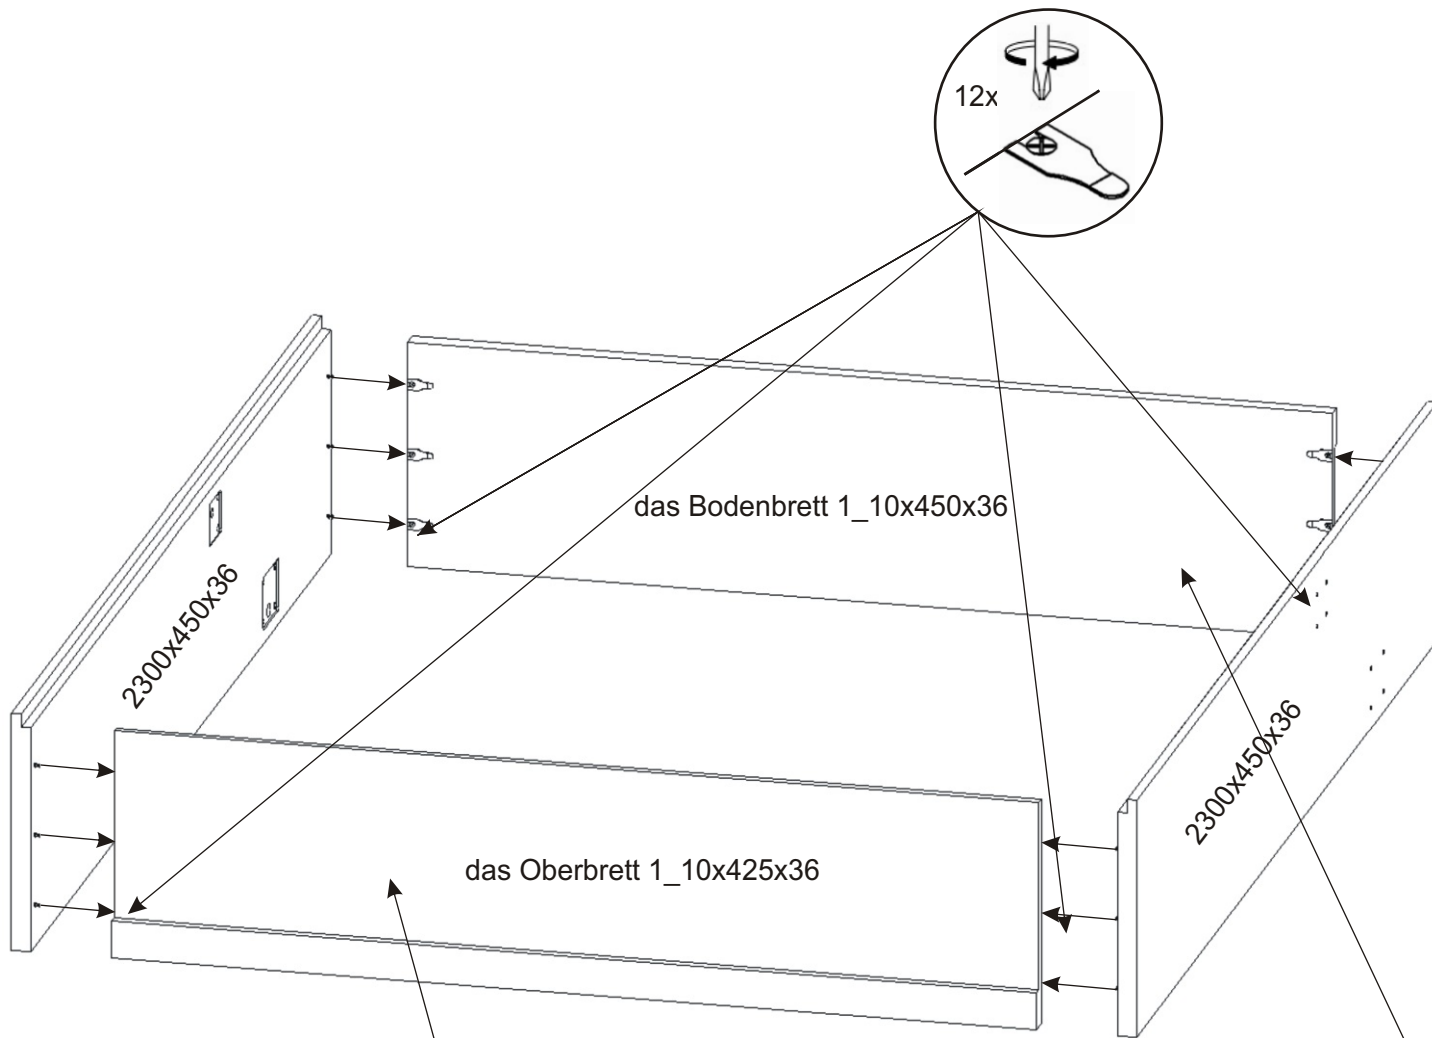 12x
das Bodenbrett 1_10x450x36
2300x450x36
2300x450x36
das Oberbrett 1_10x425x36